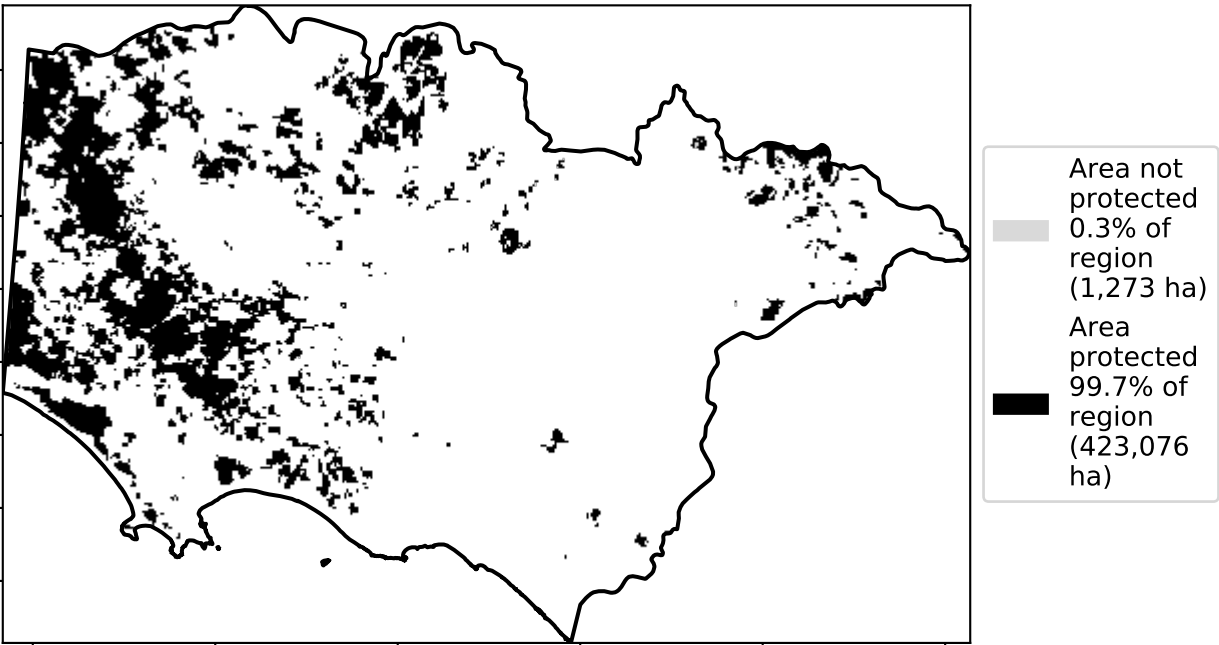 Area not
protected
0.3% of
region
(1,273 ha)
Area
protected
99.7% of
region
(423,076
ha)